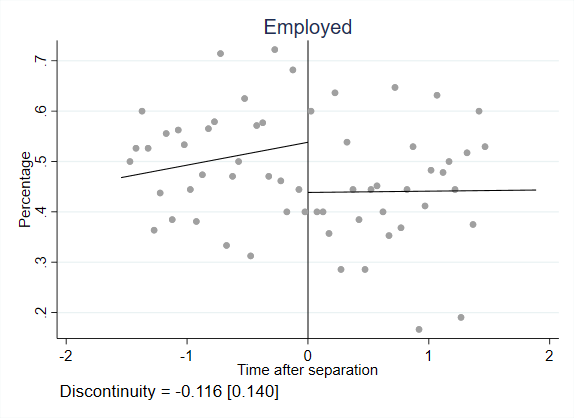 Employed
Percentage
.7
.6
.5
.4
.3
.2
-2 -1 0 1 2
Time after separation
Discontinuity = -0.116 [0.140]